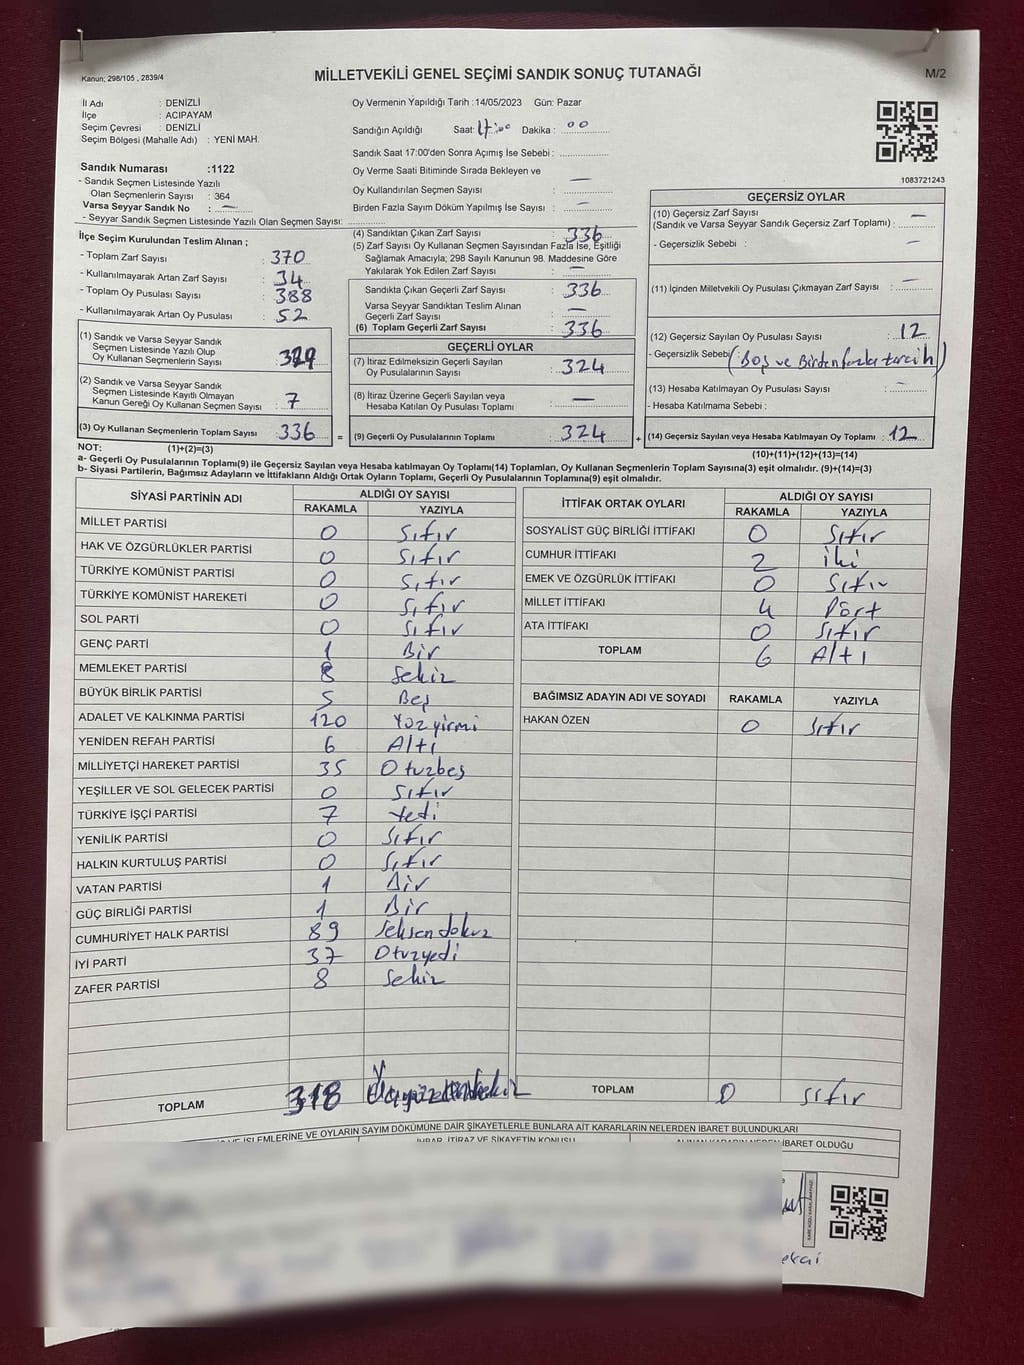 Kanun; 298/105 , 2839/4
MİLLETVEKİLİ GENEL SEÇİMİ SANDIK SONUÇ TUTANAĞI
M/2
İl Adı : DENİZLİ
İlçe : ACIPAYAM
Seçim Çevresi : DENİZLİ
Seçim Bölgesi (Mahalle Adı) : YENİ MAH.
Sandık Numarası :1122
- Sandık Seçmen Listesinde Yazılı
Olan Seçmenlerin Sayısı : 364
Varsa Seyyar Sandık No : —
- Seyyar Sandık Seçmen Listesinde Yazılı Olan Seçmen Sayısı:
Oy Vermenin Yapıldığı Tarih :14/05/2023 Gün: Pazar
Sandığın Açıldığı Saat: 17:00 Dakika : 00
Sandık Saat 17:00'den Sonra Açımış İse Sebebi :
Oy Verme Saati Bitiminde Sırada Bekleyen ve
Oy Kullandırılan Seçmen Sayısı : —
Birden Fazla Sayım Döküm Yapılmış İse Sayısı : —
1083721243
İlçe Seçim Kurulundan Teslim Alınan ;
- Toplam Zarf Sayısı : 370
- Kullanılmayarak Artan Zarf Sayısı : 34
- Toplam Oy Pusulası Sayısı : 388
- Kullanılmayarak Artan Oy Pusulası : 52
(1) Sandık ve Varsa Seyyar Sandık
Seçmen Listesinde Yazılı Olup
Oy Kullanan Seçmenlerin Sayısı : 329
(2) Sandık ve Varsa Seyyar Sandık
Seçmen Listesinde Kayıtlı Olmayan
Kanun Gereği Oy Kullanan Seçmen Sayısı : 7
(3) Oy Kullanan Seçmenlerin Toplam Sayısı : 336
(1)+(2)=(3)
(4) Sandıktan Çıkan Zarf Sayısı : 336
(5) Zarf Sayısı Oy Kullanan Seçmen Sayısından Fazla İse, Eşitliği
Sağlamak Amacıyla; 298 Sayılı Kanunun 98. Maddesine Göre
Yakılarak Yok Edilen Zarf Sayısı : —
Sandıkta Çıkan Geçerli Zarf Sayısı : 336
Varsa Seyyar Sandıktan Teslim Alınan
Geçerli Zarf Sayısı : —
(6) Toplam Geçerli Zarf Sayısı : 336
GEÇERLİ OYLAR
(7) İtiraz Edilmeksizin Geçerli Sayılan
Oy Pusulalarının Sayısı : 324
(8) İtiraz Üzerine Geçerli Sayılan veya
Hesaba Katılan Oy Pusulası Toplamı : —
= (9) Geçerli Oy Pusulalarının Toplamı : 324
GEÇERSİZ OYLAR
(10) Geçersiz Zarf Sayısı
(Sandık ve Varsa Seyyar Sandık Geçersiz Zarf Toplamı) : —
- Geçersizlik Sebebi : —
(11) İçinden Milletvekili Oy Pusulası Çıkmayan Zarf Sayısı : —
(12) Geçersiz Sayılan Oy Pusulası Sayısı : 12
- Geçersizlik Sebebi (: Boş ve Birden fazla tercih)
(13) Hesaba Katılmayan Oy Pusulası Sayısı : —
- Hesaba Katılmama Sebebi :
+ (14) Geçersiz Sayılan veya Hesaba Katılmayan Oy Toplamı : 12
(10)+(11)+(12)+(13)=(14)
NOT:
a- Geçerli Oy Pusulalarının Toplamı(9) ile Geçersiz Sayılan veya Hesaba katılmayan Oy Toplamı(14) Toplamları, Oy Kullanan Seçmenlerin Toplam Sayısına(3) eşit olmalıdır. (9)+(14)=(3)
b- Siyasi Partilerin, Bağımsız Adayların ve İttifakların Aldığı Ortak Oyların Toplamı, Geçerli Oy Pusulalarının Toplamına(9) eşit olmalıdır.
SİYASİ PARTİNİN ADI ALDIĞI OY SAYISI
RAKAMLA YAZIYLA
MİLLET PARTİSİ 0 Sıfır
HAK VE ÖZGÜRLÜKLER PARTİSİ 0 Sıfır
TÜRKİYE KOMÜNİST PARTİSİ 0 Sıfır
TÜRKİYE KOMÜNİST HAREKETİ 0 Sıfır
SOL PARTİ 0 Sıfır
GENÇ PARTİ 1 Bir
MEMLEKET PARTİSİ 8 Sekiz
BÜYÜK BİRLİK PARTİSİ 5 Beş
ADALET VE KALKINMA PARTİSİ 120 Yüzyirmi
YENİDEN REFAH PARTİSİ 6 Altı
MİLLİYETÇİ HAREKET PARTİSİ 35 Otuzbeş
YEŞİLLER VE SOL GELECEK PARTİSİ 0 Sıfır
TÜRKİYE İŞÇİ PARTİSİ 7 Yedi
YENİLİK PARTİSİ 0 Sıfır
HALKIN KURTULUŞ PARTİSİ 0 Sıfır
VATAN PARTİSİ 1 Bir
GÜÇ BİRLİĞİ PARTİSİ 1 Bir
CUMHURİYET HALK PARTİSİ 89 Seksendokuz
İYİ PARTİ 37 Otuzyedi
ZAFER PARTİSİ 8 Sekiz
TOPLAM 318
İTTİFAK ORTAK OYLARI ALDIĞI OY SAYISI
RAKAMLA YAZIYLA
SOSYALİST GÜÇ BİRLİĞİ İTTİFAKI 0 Sıfır
CUMHUR İTTİFAKI 2 İki
EMEK VE ÖZGÜRLÜK İTTİFAKI 0 Sıfır
MİLLET İTTİFAKI 4 Dört
ATA İTTİFAKI 0 Sıfır
TOPLAM 6 Altı
BAĞIMSIZ ADAYIN ADI VE SOYADI RAKAMLA YAZIYLA
HAKAN ÖZEN 0 Sıfır
TOPLAM 0 Sıfır
İŞLEMLERİNE VE OYLARIN SAYIM DÖKÜMÜNE DAİR ŞİKAYETLERLE BUNLARA AİT KARARLARIN NELERDEN İBARET BULUNDUKLARI
İHBAR, İTİRAZ VE ŞİKAYETİN KONUSU ALINAN KARARIN NEDEN İBARET OLDUĞU